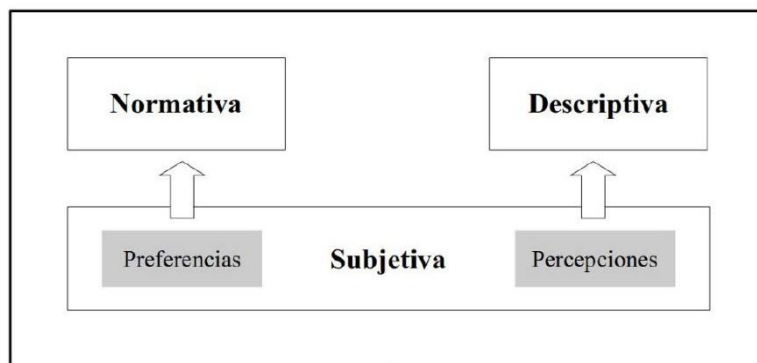 Normativa
Descriptiva
Preferencias
Subjetiva
Percepciones